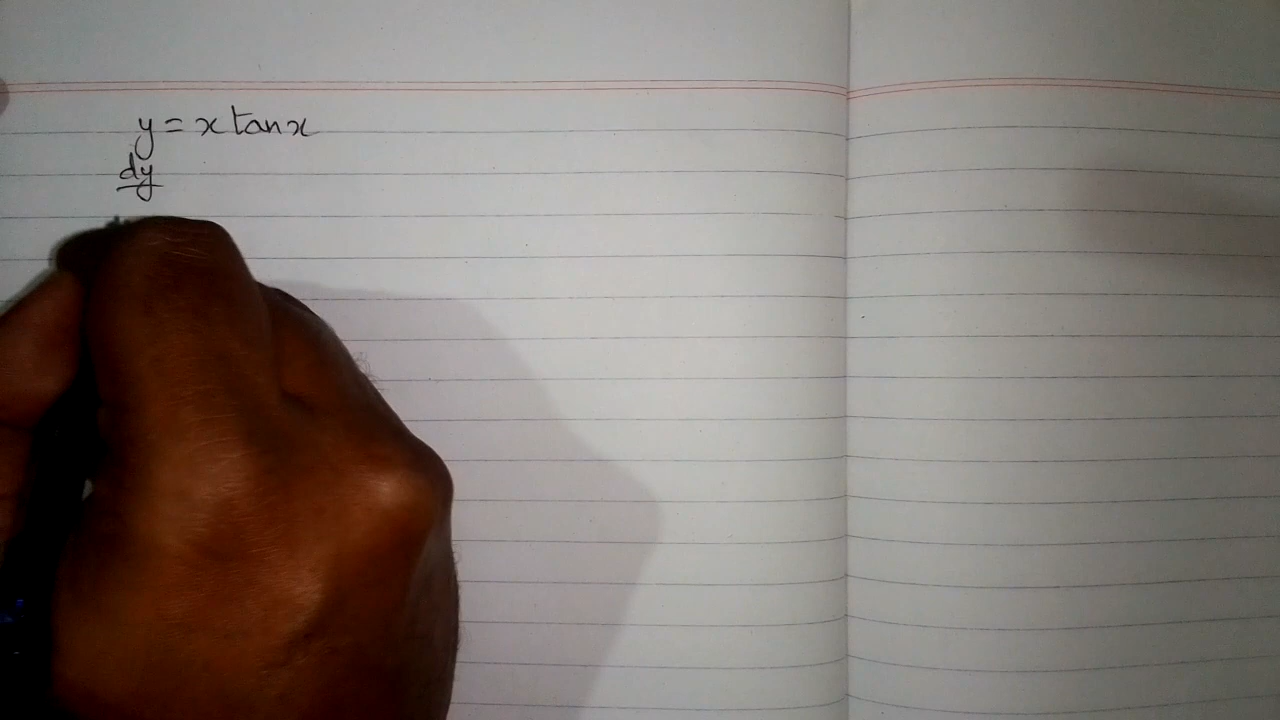 y = x tan x
dy